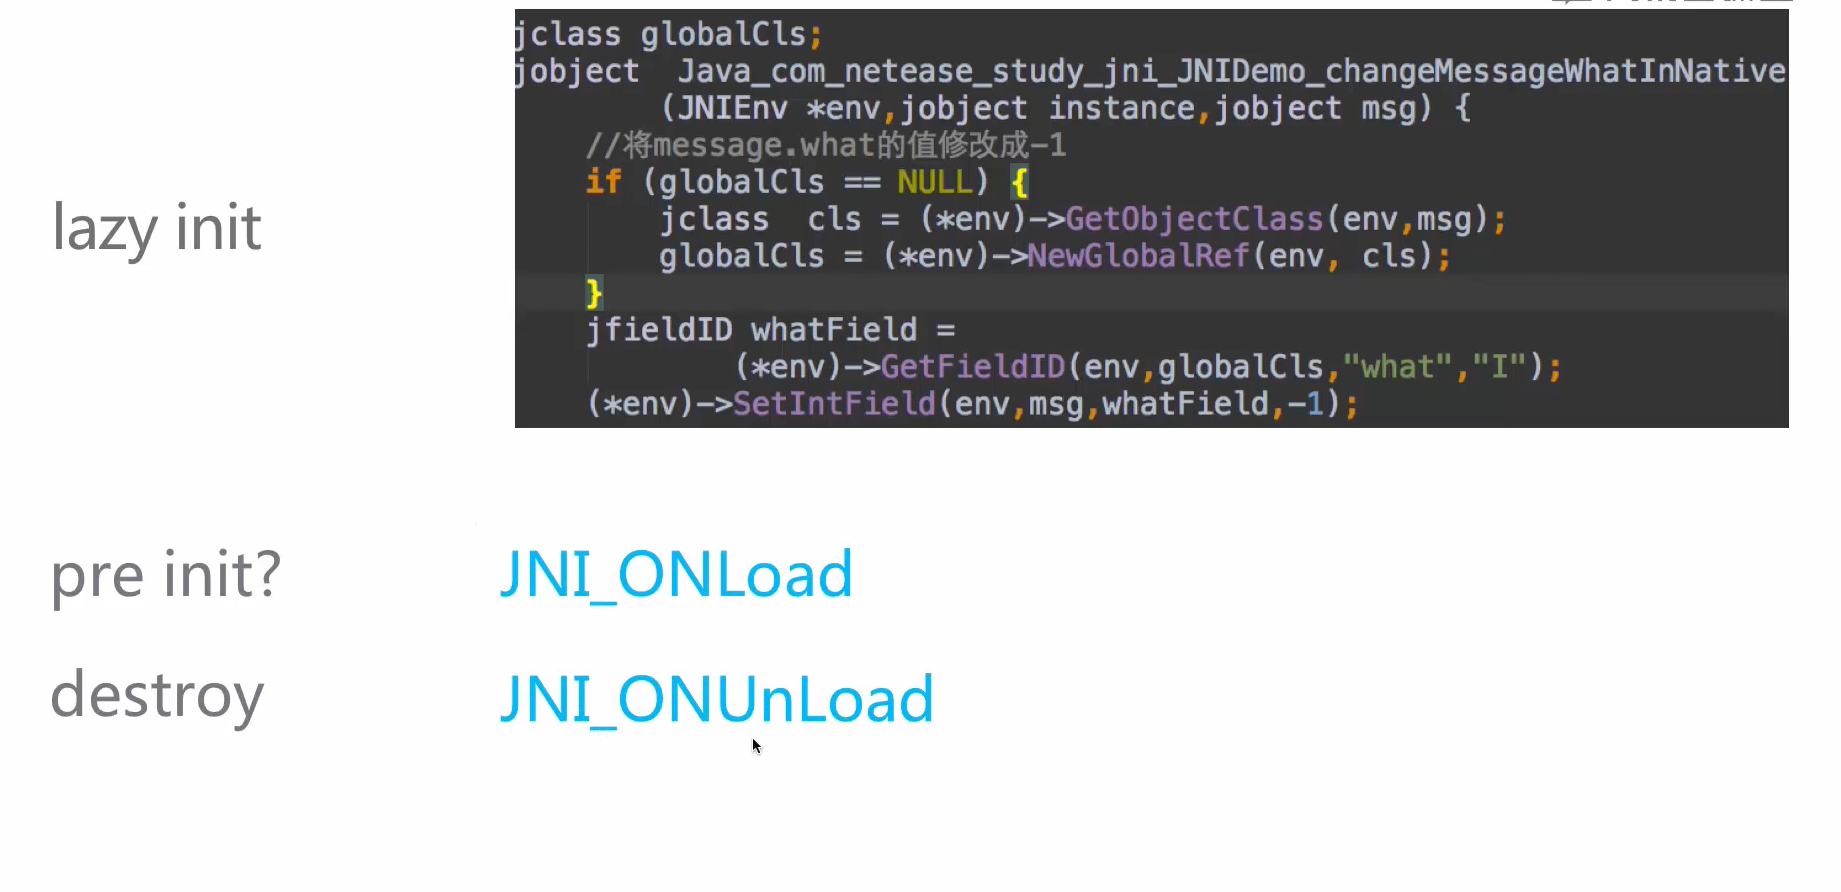 jclass globalCls;
jobject  Java_com_netease_study_jni_JNIDemo_changeMessageWhatInNative
(JNIEnv *env,jobject instance,jobject msg) {
//将message.what的值修改成-1
if (globalCls == NULL) {
jclass  cls = (*env)->GetObjectClass(env,msg);
globalCls = (*env)->NewGlobalRef(env, cls);
}
jfieldID whatField =
(*env)->GetFieldID(env,globalCls,"what","I");
(*env)->SetIntField(env,msg,whatField,-1);
lazy init
pre init?
JNI_ONLoad
destroy
JNI_ONUnLoad